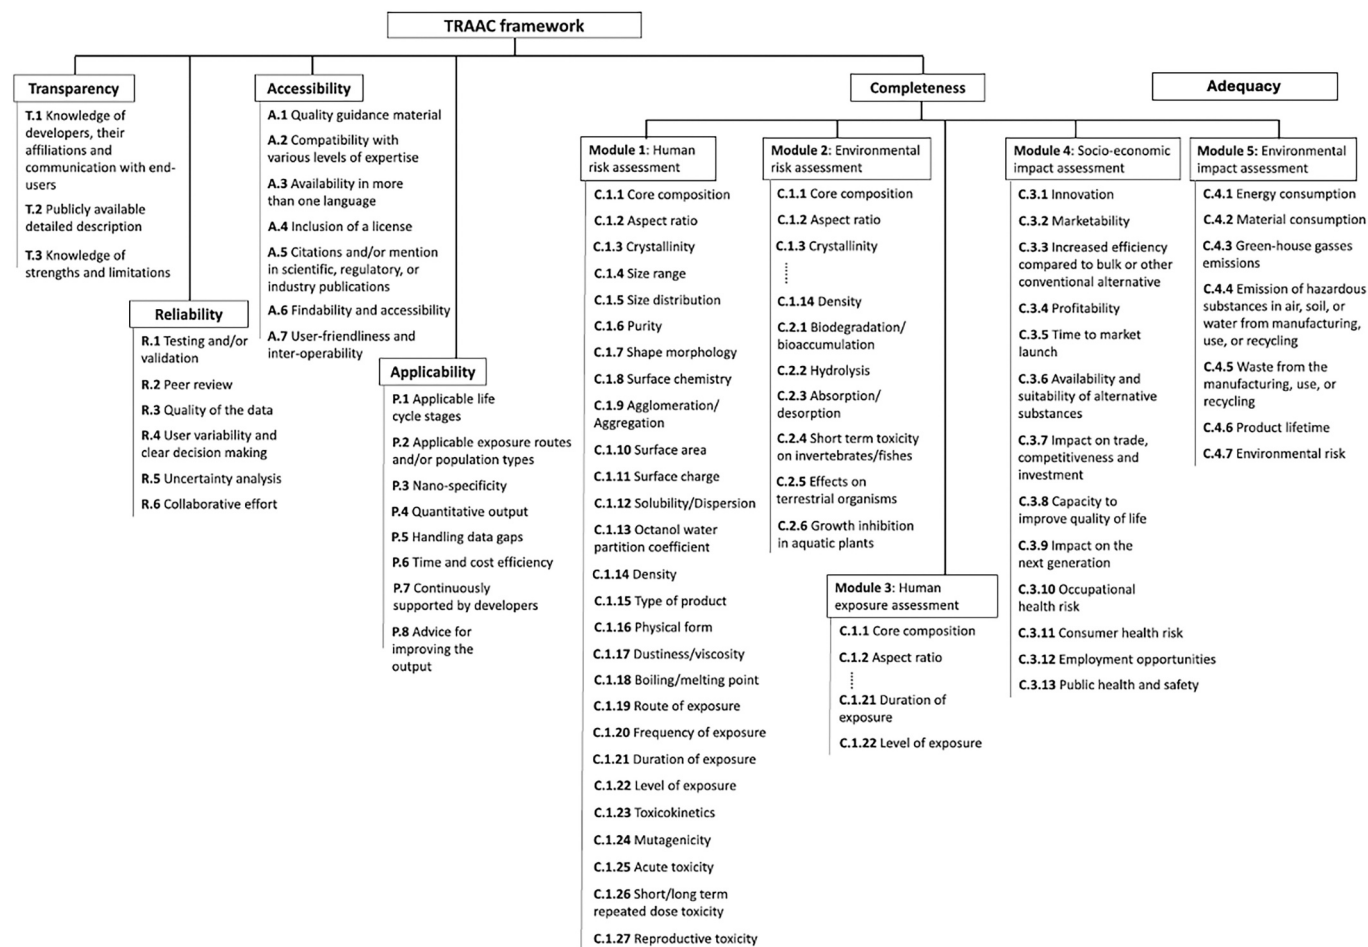 TRAAC framework
Transparency
T.1 Knowledge of
developers, their
affiliations and
communication with end-
users
T.2 Publicly available
detailed description
T.3 Knowledge of
strengths and limitations
Reliability
R.1 Testing and/or
validation
R.2 Peer review
R.3 Quality of the data
R.4 User variability and
clear decision making
R.5 Uncertainty analysis
R.6 Collaborative effort
Accessibility
A.1 Quality guidance material
A.2 Compatibility with
various levels of expertise
A.3 Availability in more
than one language
A.4 Inclusion of a license
A.5 Citations and/or mention
in scientific, regulatory, or
industry publications
A.6 Findability and accessibility
A.7 User-friendliness and
inter-operability
Applicability
P.1 Applicable life
cycle stages
P.2 Applicable exposure routes
and/or population types
P.3 Nano-specificity
P.4 Quantitative output
P.5 Handling data gaps
P.6 Time and cost efficiency
P.7 Continuously
supported by developers
P.8 Advice for
improving the
output
Completeness
Module 1: Human
risk assessment
C.1.1 Core composition
C.1.2 Aspect ratio
C.1.3 Crystallinity
C.1.4 Size range
C.1.5 Size distribution
C.1.6 Purity
C.1.7 Shape morphology
C.1.8 Surface chemistry
C.1.9 Agglomeration/
Aggregation
C.1.10 Surface area
C.1.11 Surface charge
C.1.12 Solubility/Dispersion
C.1.13 Octanol water
partition coefficient
C.1.14 Density
C.1.15 Type of product
C.1.16 Physical form
C.1.17 Dustiness/viscosity
C.1.18 Boiling/melting point
C.1.19 Route of exposure
C.1.20 Frequency of exposure
C.1.21 Duration of exposure
C.1.22 Level of exposure
C.1.23 Toxicokinetics
C.1.24 Mutagenicity
C.1.25 Acute toxicity
C.1.26 Short/long term
repeated dose toxicity
C.1.27 Reproductive toxicity
Module 2: Environmental
risk assessment
C.1.1 Core composition
C.1.2 Aspect ratio
C.1.3 Crystallinity
C.1.14 Density
C.2.1 Biodegradation/
bioaccumulation
C.2.2 Hydrolysis
C.2.3 Absorption/
desorption
C.2.4 Short term toxicity
on invertebrates/fishes
C.2.5 Effects on
terrestrial organisms
C.2.6 Growth inhibition
in aquatic plants
Module 3: Human
exposure assessment
C.1.1 Core composition
C.1.2 Aspect ratio
C.1.21 Duration of
exposure
C.1.22 Level of exposure
Module 4: Socio-economic
impact assessment
C.3.1 Innovation
C.3.2 Marketability
C.3.3 Increased efficiency
compared to bulk or other
conventional alternative
C.3.4 Profitability
C.3.5 Time to market
launch
C.3.6 Availability and
suitability of alternative
substances
C.3.7 Impact on trade,
competitiveness and
investment
C.3.8 Capacity to
improve quality of life
C.3.9 Impact on the
next generation
C.3.10 Occupational
health risk
C.3.11 Consumer health risk
C.3.12 Employment opportunities
C.3.13 Public health and safety
Adequacy
Module 5: Environmental
impact assessment
C.4.1 Energy consumption
C.4.2 Material consumption
C.4.3 Green-house gasses
emissions
C.4.4 Emission of hazardous
substances in air, soil, or
water from manufacturing,
use, or recycling
C.4.5 Waste from the
manufacturing, use, or
recycling
C.4.6 Product lifetime
C.4.7 Environmental risk